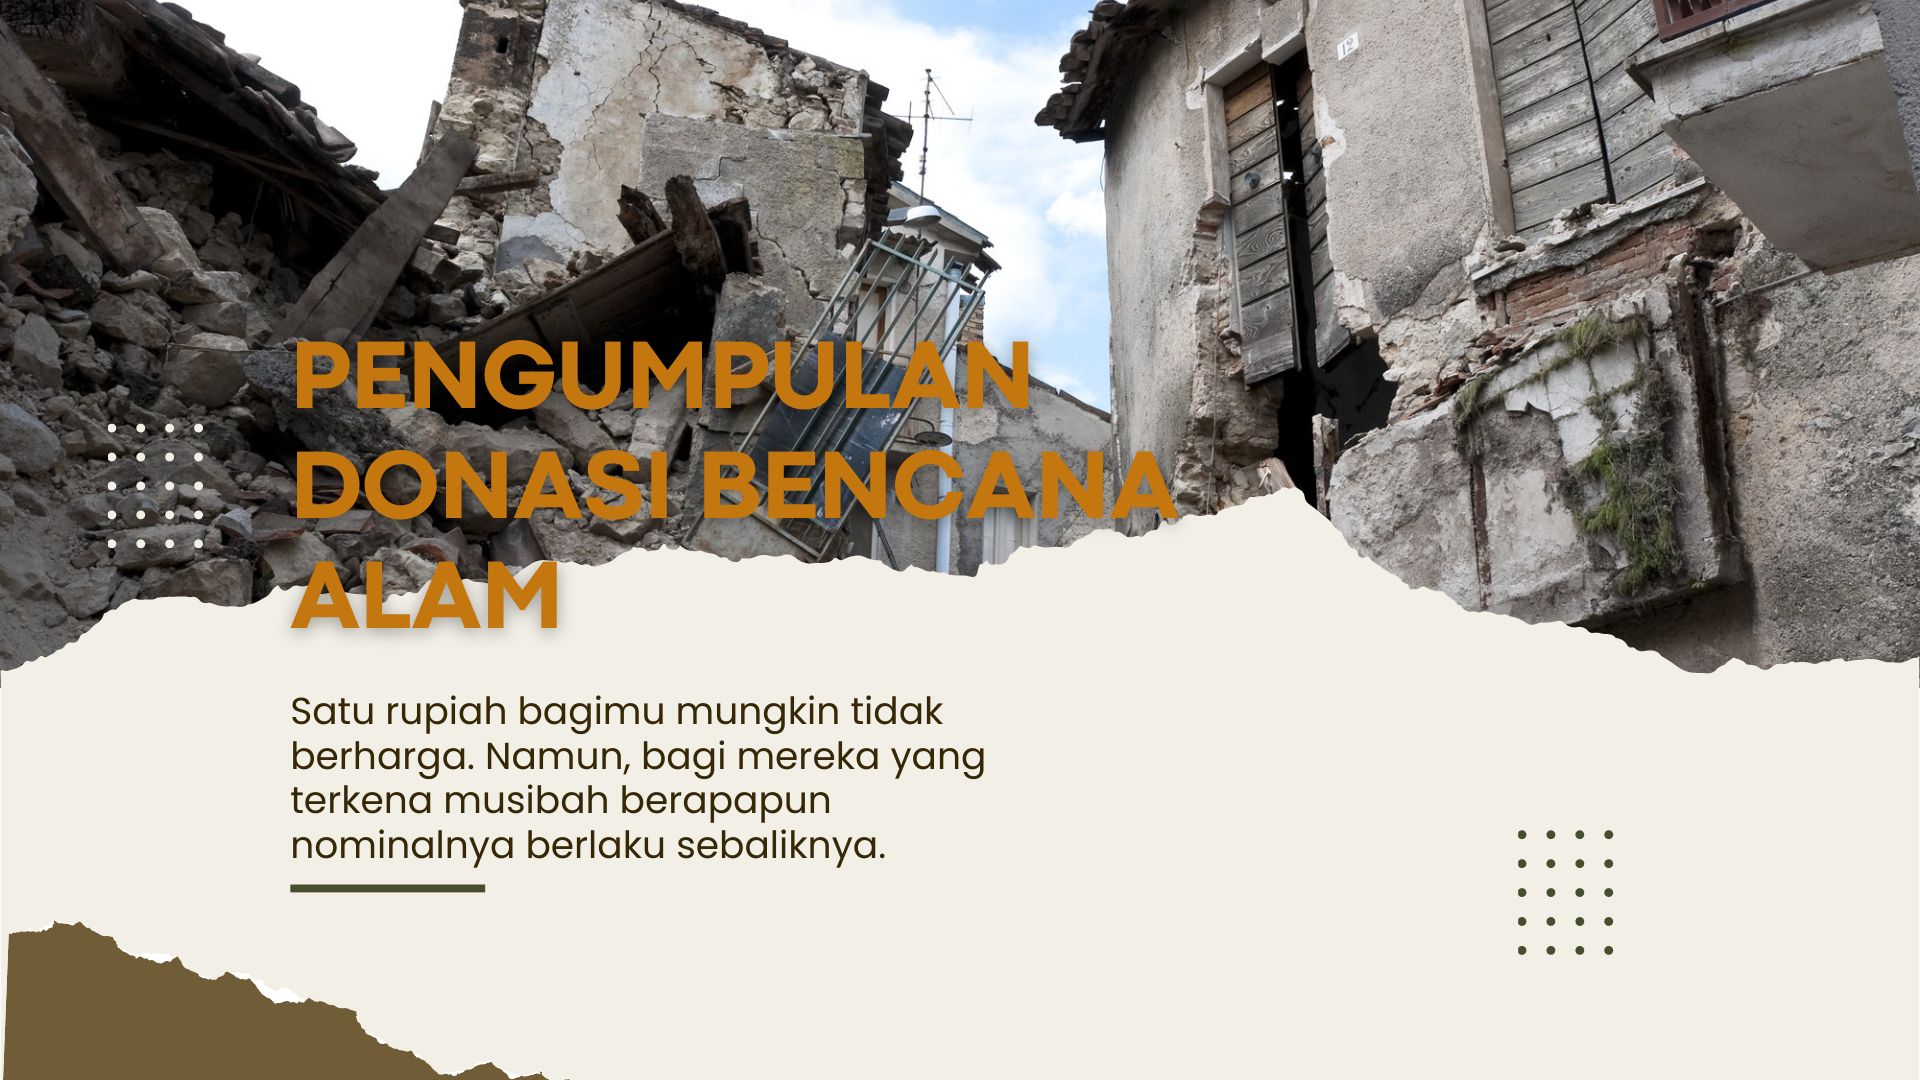 12
PENGUMPULAN
DONASI BENCANA
ALAM
Satu rupiah bagimu mungkin tidak
berharga. Namun, bagi mereka yang
terkena musibah berapapun
nominalnya berlaku sebaliknya.